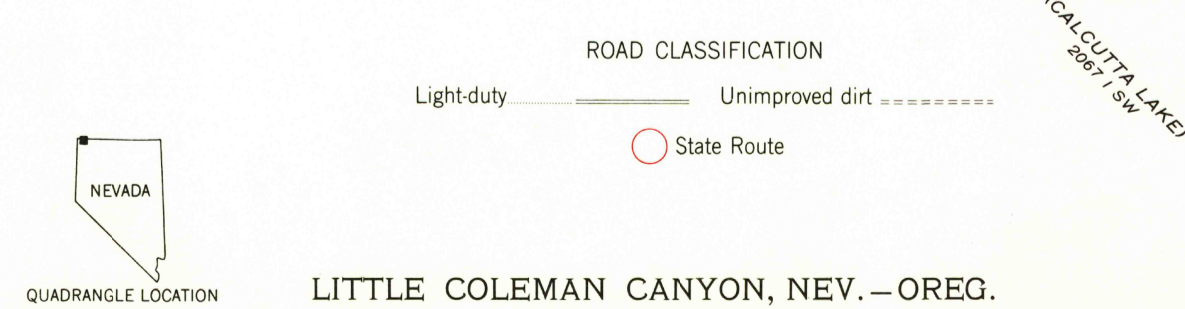 (CALCUTTA LAKE)
2067 I SW
ROAD CLASSIFICATION
Light-duty Unimproved dirt
State Route
NEVADA
QUADRANGLE LOCATION
LITTLE COLEMAN CANYON, NEV.—OREG.